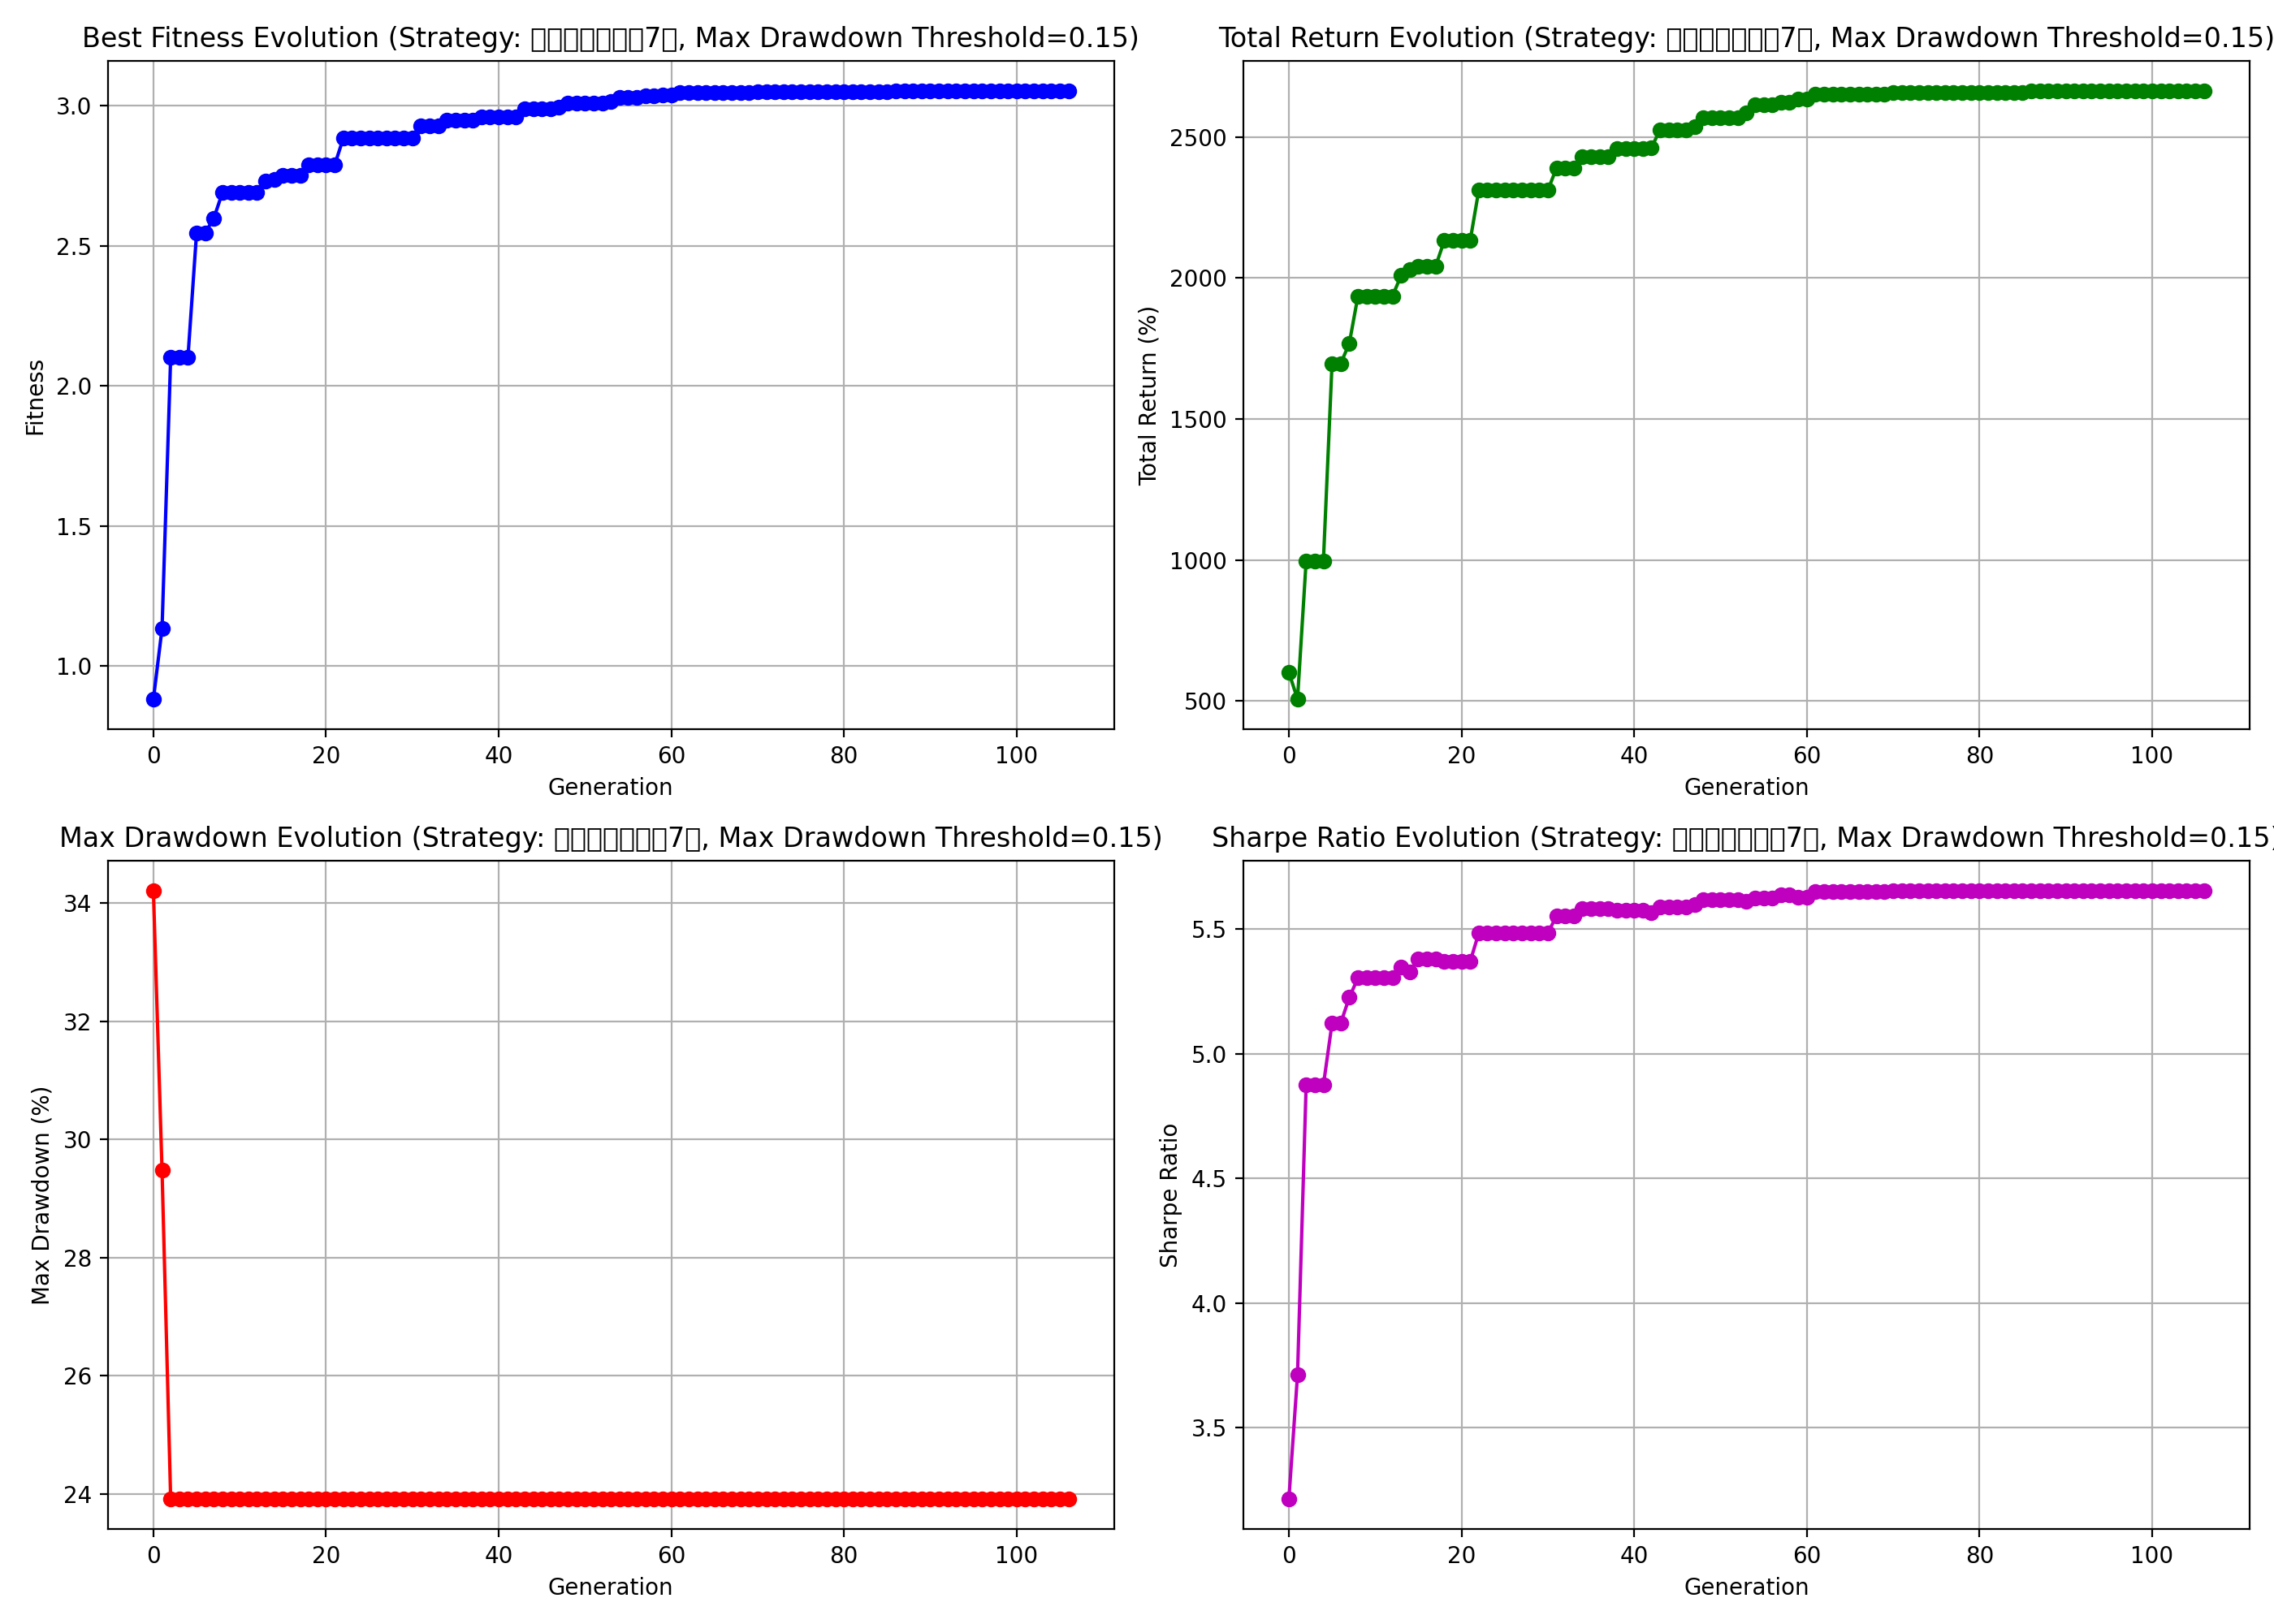 Best Fitness Evolution (Strategy: □□□□□□□7□, Max Drawdown Threshold=0.15)
Fitness
3.0
2.5
2.0
1.5
1.0
0 20 40 60 80 100
Generation
Total Return Evolution (Strategy: □□□□□□□7□, Max Drawdown Threshold=0.15)
Total Return (%)
2500
2000
1500
1000
500
0 20 40 60 80 100
Generation
Max Drawdown Evolution (Strategy: □□□□□□□7□, Max Drawdown Threshold=0.15)
Max Drawdown (%)
34
32
30
28
26
24
0 20 40 60 80 100
Generation
Sharpe Ratio Evolution (Strategy: □□□□□□□7□, Max Drawdown Threshold=0.15)
Sharpe Ratio
5.5
5.0
4.5
4.0
3.5
0 20 40 60 80 100
Generation